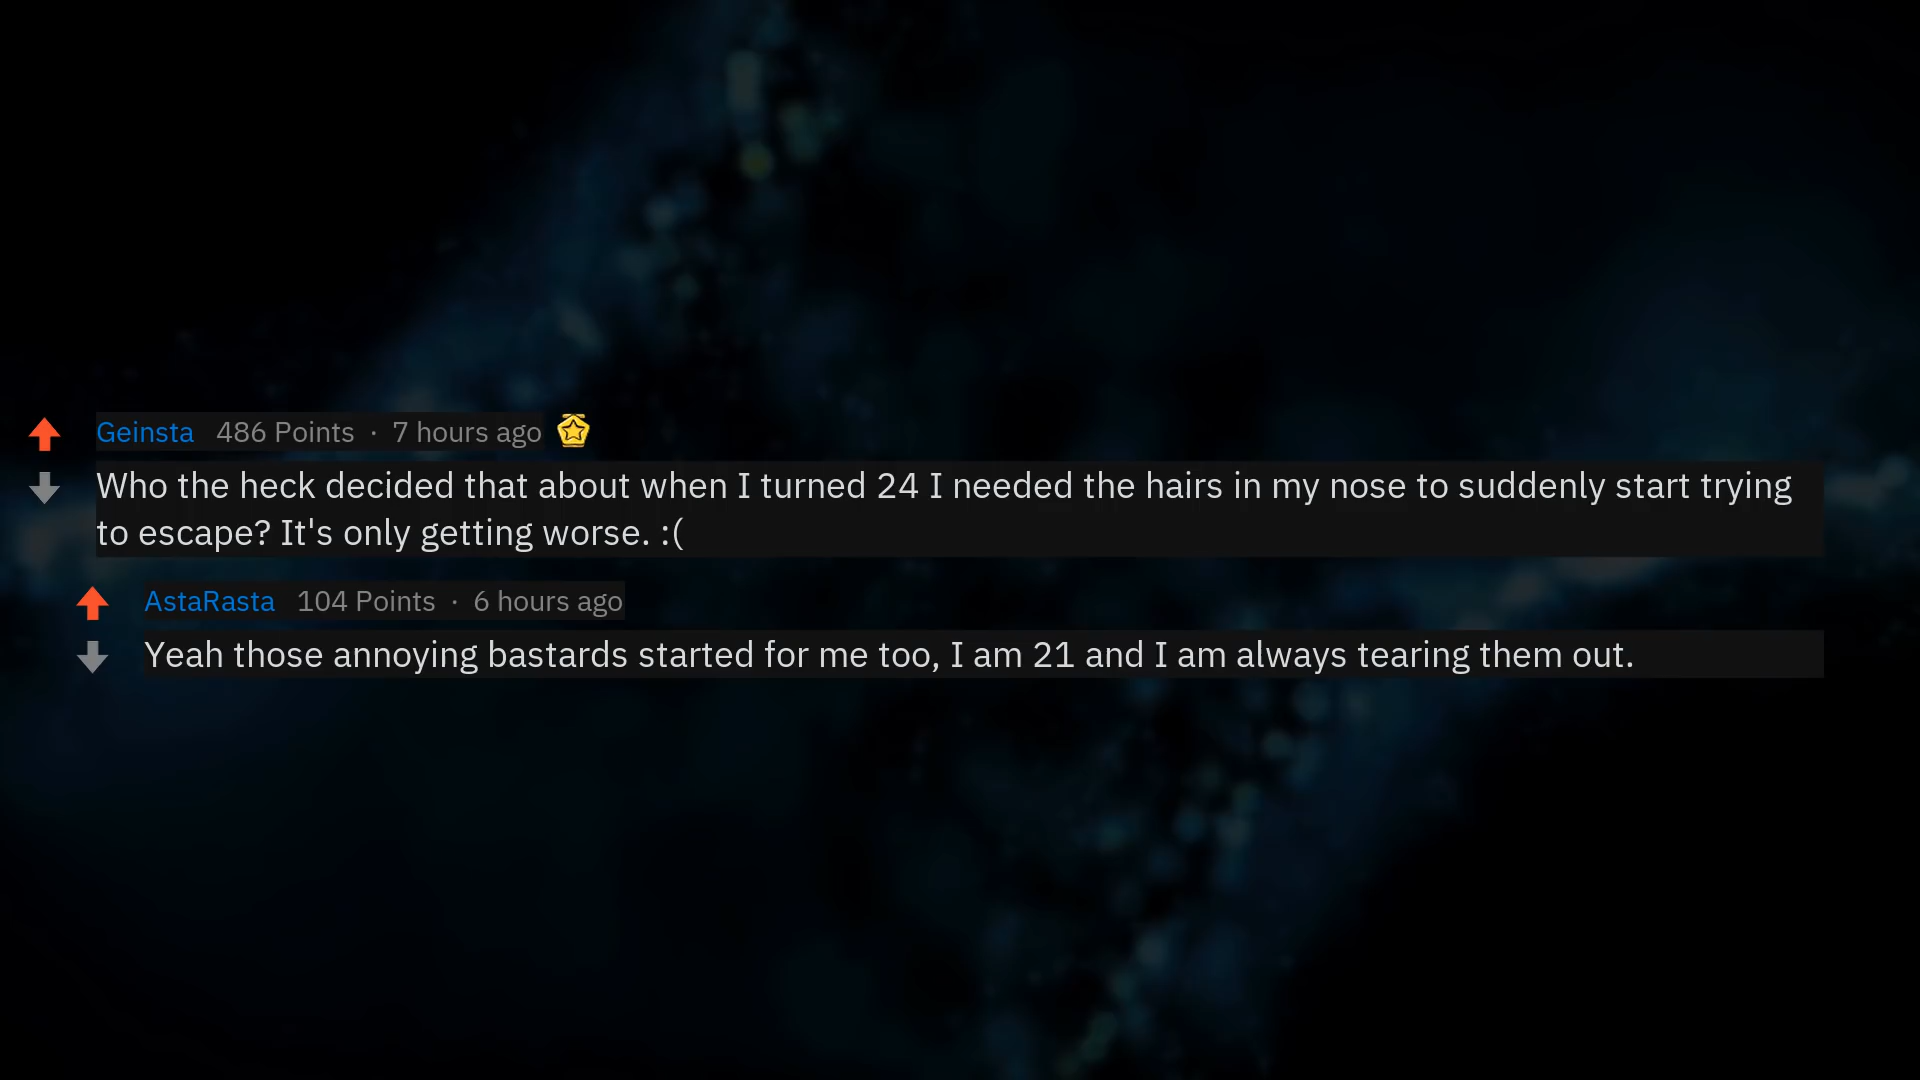 Geinsta 486 Points · 7 hours ago
Who the heck decided that about when I turned 24 I needed the hairs in my nose to suddenly start trying
to escape? It's only getting worse. :(
AstaRasta 104 Points · 6 hours ago
Yeah those annoying bastards started for me too, I am 21 and I am always tearing them out.